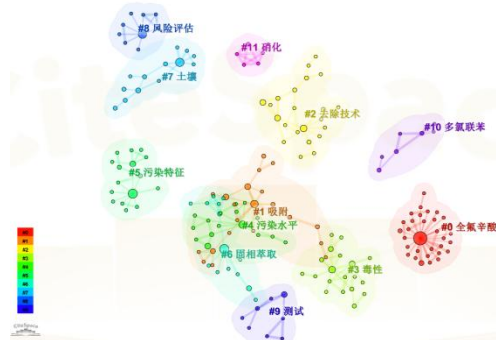 #8 风险评估
#11 硝化
#7 土壤
#2 去除技术
#10 多氯联苯
#5 污染特征
#1 吸附
#4 污染水平
#0 全氟辛酸
#6 固相萃取
#3 毒性
#9 测试
CiteSpace